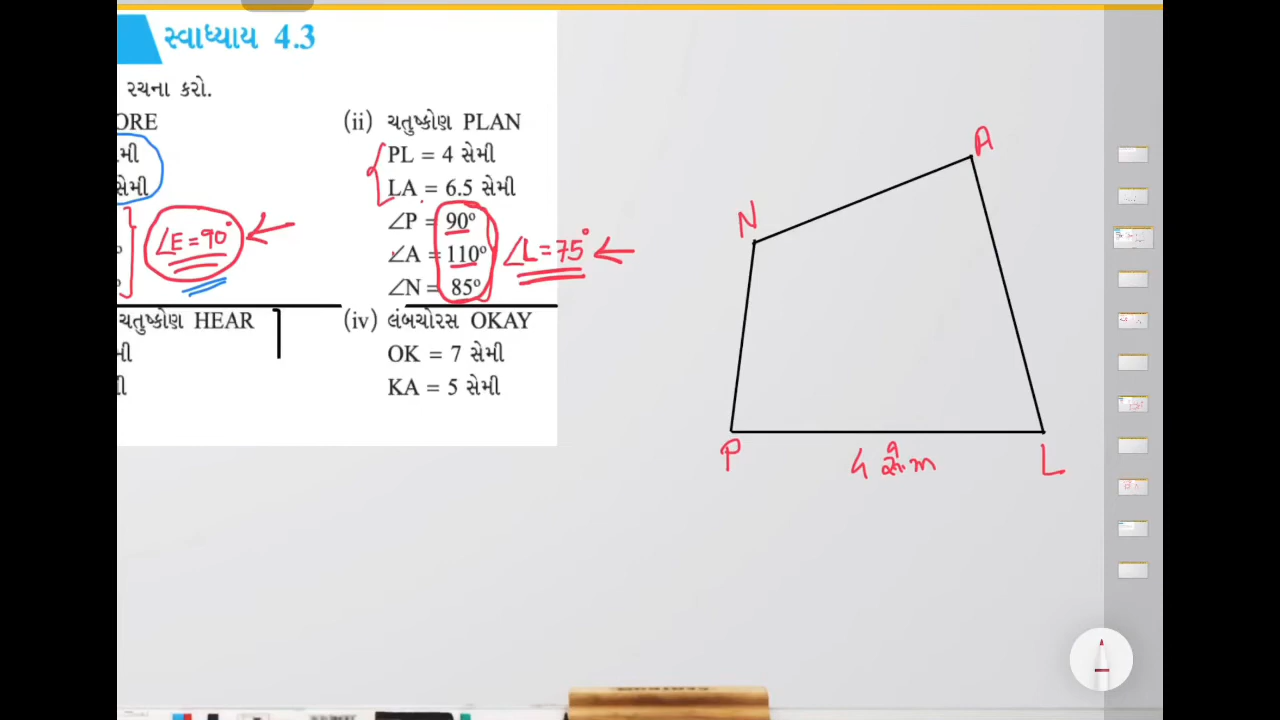 સ્વાધ્યાય 4.3
રચના કરો.
ORE
મી
સેમી
∠E = 90°
(ii) ચતુષ્કોણ PLAN
PL = 4 સેમી
LA = 6.5 સેમી
∠P = 90°
∠A = 110°
∠N = 85°
∠L = 75°
ચતુષ્કોણ HEAR
મી
(iv) લંબચોરસ OKAY
OK = 7 સેમી
KA = 5 સેમી
A
N
P
4 સેમી
L